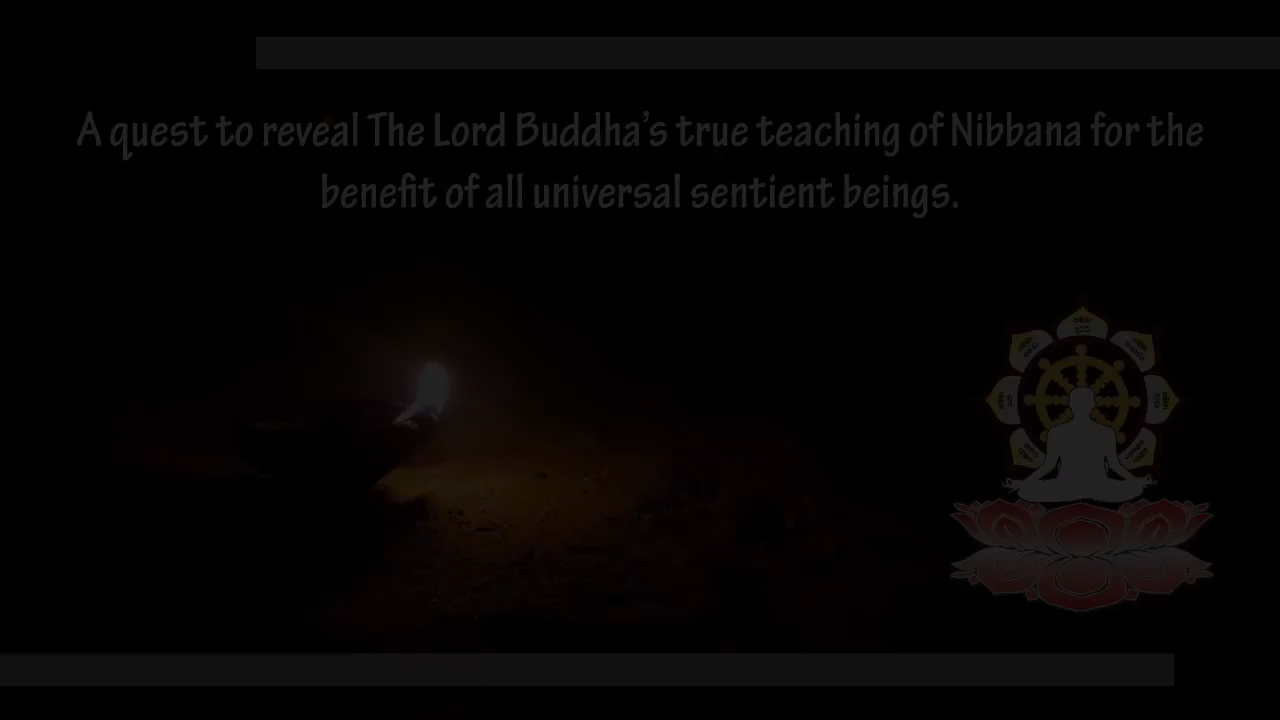 A quest to reveal The Lord Buddha's true teaching of Nibbana for the
benefit of all universal sentient beings.